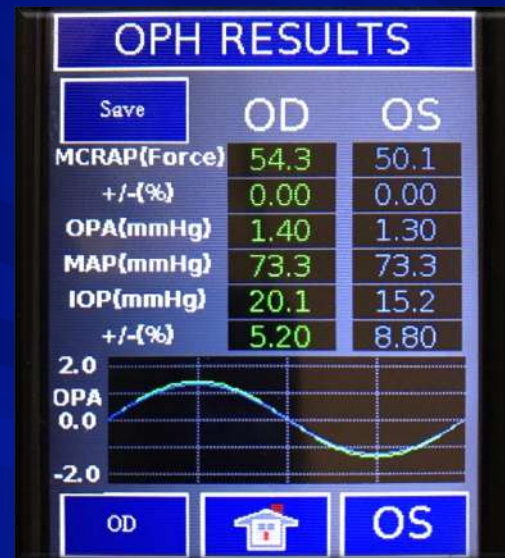 OPH RESULTS
Save OD OS
MCRAP(Force) 54.3 50.1
+/-(%) 0.00 0.00
OPA(mmHg) 1.40 1.30
MAP(mmHg) 73.3 73.3
IOP(mmHg) 20.1 15.2
+/-(%) 5.20 8.80
2.0
OPA
0.0
-2.0
OD OS